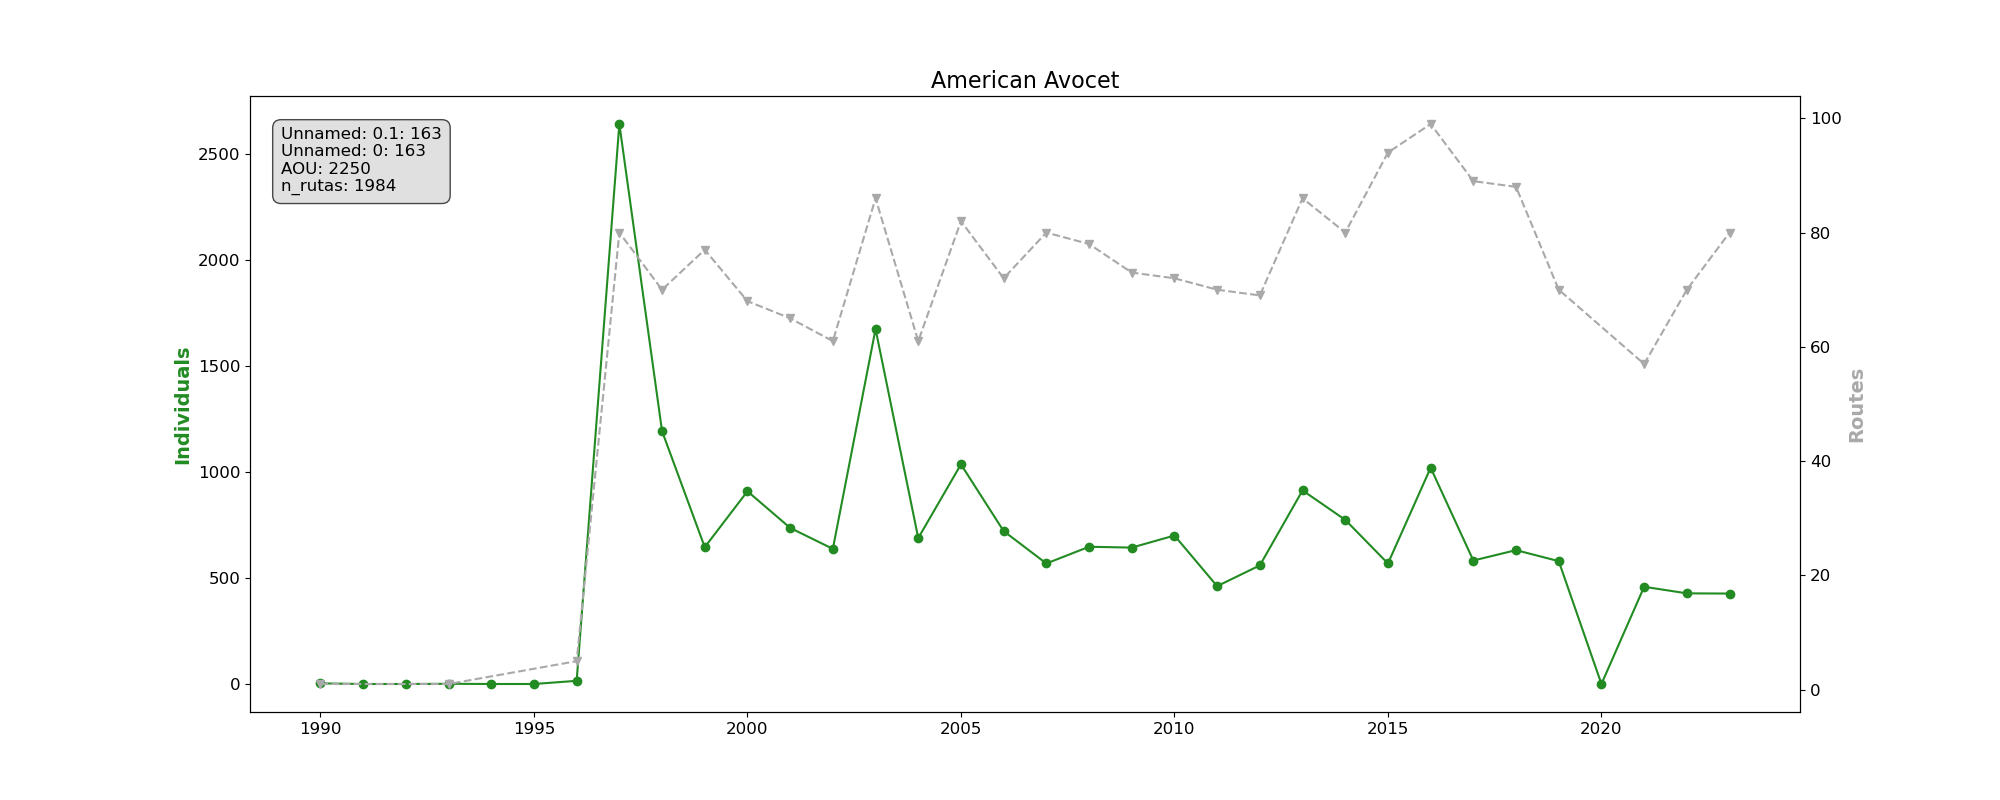 American Avocet
Unnamed: 0.1: 163
Unnamed: 0: 163
AOU: 2250
n_rutas: 1984
2500
2000
1500
1000
500
0
Individuals
100
80
60
40
20
0
Routes
1990
1995
2000
2005
2010
2015
2020